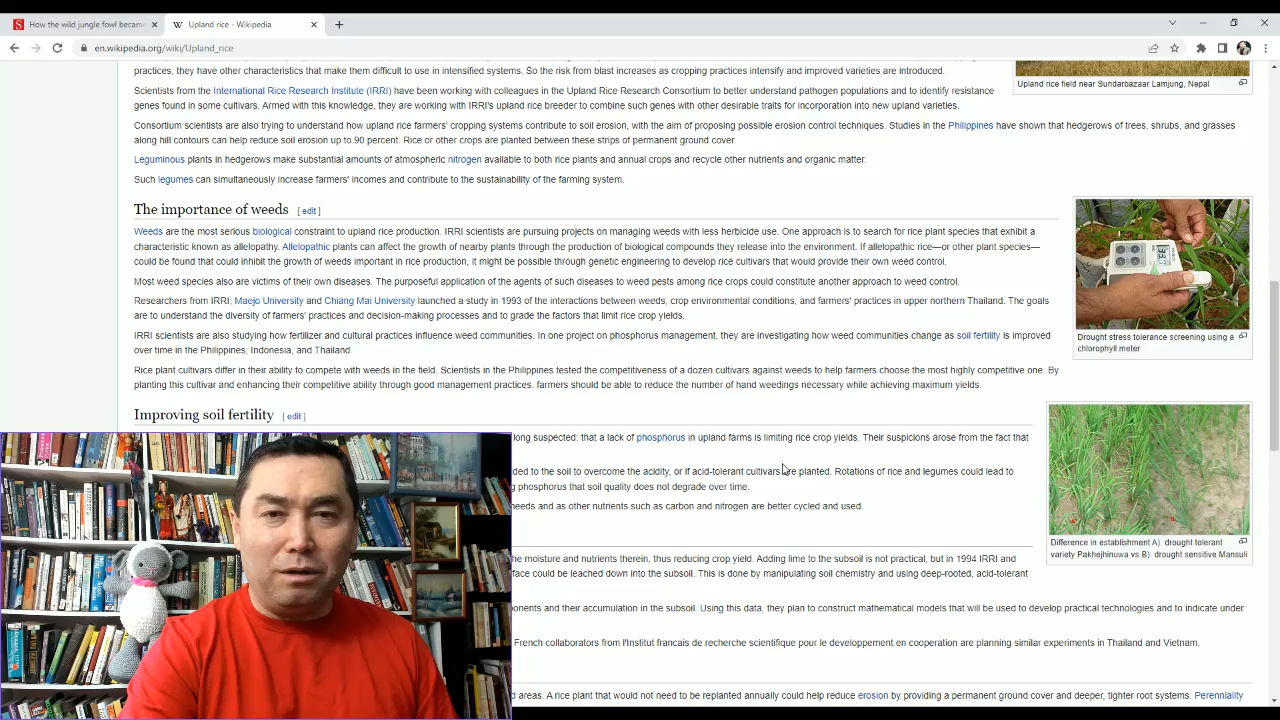 How the wild jungle fowl became
Upland rice - Wikipedia
en.wikipedia.org/wiki/Upland_rice
practices, they have other characteristics that make them difficult to use in intensified systems. So the risk from blast increases as cropping practices intensify and improved varieties are introduced.
Upland rice field near Sundarbazaar Lamjung, Nepal
Scientists from the International Rice Research Institute (IRRI) have been working with colleagues in the Upland Rice Research Consortium to better understand pathogen populations and to identify resistance
genes found in some cultivars. Armed with this knowledge, they are working with IRRI's upland rice breeder to combine such genes with other desirable traits for incorporation into new upland varieties.
Consortium scientists are also trying to understand how upland rice farmers' cropping systems contribute to soil erosion, with the aim of proposing possible erosion control techniques. Studies in the Philippines have shown that hedgerows of trees, shrubs, and grasses
along hill contours can help reduce soil erosion up to 90 percent. Rice or other crops are planted between these strips of permanent ground cover.
Leguminous plants in hedgerows make substantial amounts of atmospheric nitrogen available to both rice plants and annual crops and recycle other nutrients and organic matter.
Such legumes can simultaneously increase farmers' incomes and contribute to the sustainability of the farming system.
The importance of weeds [ edit ]
Weeds are the most serious biological constraint to upland rice production. IRRI scientists are pursuing projects on managing weeds with less herbicide use. One approach is to search for rice plant species that exhibit a
characteristic known as allelopathy. Allelopathic plants can affect the growth of nearby plants through the production of biological compounds they release into the environment. If allelopathic rice—or other plant species—
could be found that could inhibit the growth of weeds important in rice production, it might be possible through genetic engineering to develop rice cultivars that would provide their own weed control.
Most weed species also are victims of their own diseases. The purposeful application of the agents of such diseases to weed pests among rice crops could constitute another approach to weed control.
Researchers from IRRI, Maejo University and Chiang Mai University launched a study in 1993 of the interactions between weeds, crop environmental conditions, and farmers' practices in upper northern Thailand. The goals
are to understand the diversity of farmers' practices and decision-making processes and to grade the factors that limit rice crop yields.
IRRI scientists are also studying how fertilizer and cultural practices influence weed communities. In one project on phosphorus management, they are investigating how weed communities change as soil fertility is improved
over time in the Philippines, Indonesia, and Thailand.
Drought stress tolerance screening using a
chlorophyll meter
Rice plant cultivars differ in their ability to compete with weeds in the field. Scientists in the Philippines tested the competitiveness of a dozen cultivars against weeds to help farmers choose the most highly competitive one. By
planting this cultivar and enhancing their competitive ability through good management practices, farmers should be able to reduce the number of hand weedings necessary while achieving maximum yields.
Improving soil fertility [ edit ]
long suspected: that a lack of phosphorus in upland farms is limiting rice crop yields. Their suspicions arose from the fact that
ded to the soil to overcome the acidity, or if acid-tolerant cultivars are planted. Rotations of rice and legumes could lead to
g phosphorus that soil quality does not degrade over time.
needs and as other nutrients such as carbon and nitrogen are better cycled and used.
Difference in establishment A). drought tolerant
variety Pakhejhinuwa vs B). drought sensitive Mansuli
he moisture and nutrients therein, thus reducing crop yield. Adding lime to the subsoil is not practical, but in 1994 IRRI and
face could be leached down into the subsoil. This is done by manipulating soil chemistry and using deep-rooted, acid-tolerant
onents and their accumulation in the subsoil. Using this data, they plan to construct mathematical models that will be used to develop practical technologies and to indicate under
French collaborators from l'Institut francais de recherche scientifique pour le developpement en cooperation are planning similar experiments in Thailand and Vietnam.
d areas. A rice plant that would not need to be replanted annually could help reduce erosion by providing a permanent ground cover and deeper, tighter root systems. Perenniality